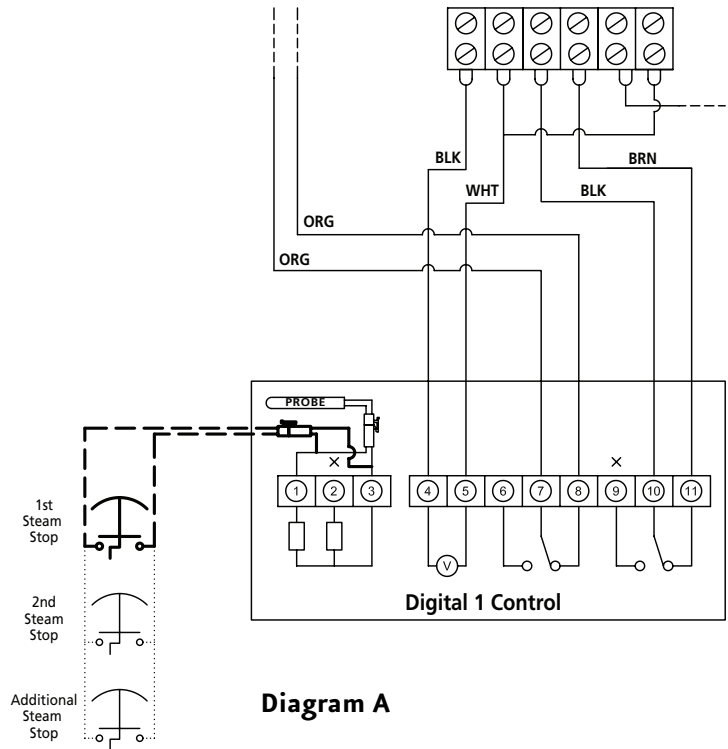 BLK
BRN
WHT
BLK
ORG
ORG
PROBE
1
2
3
4
5
6
7
8
9
10
11
V
Digital 1 Control
1st
Steam
Stop
2nd
Steam
Stop
Additional
Steam
Stop
Diagram A